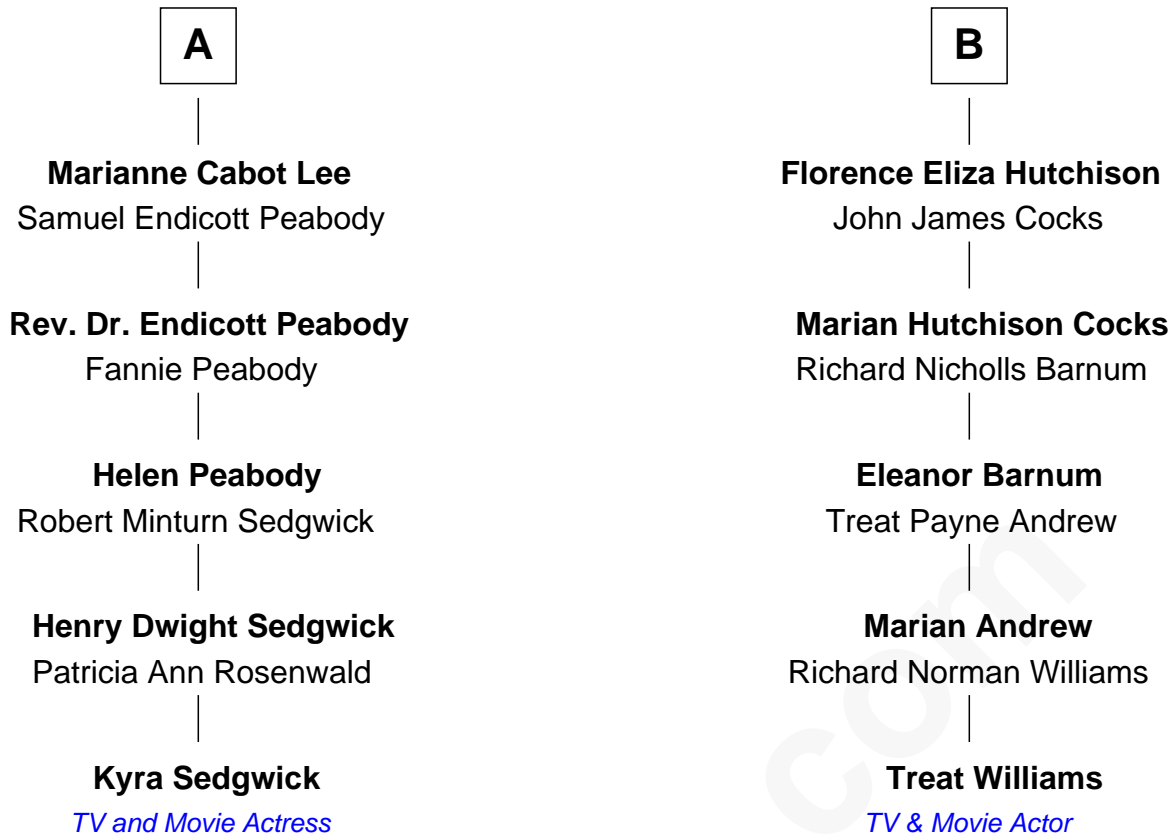 A
Marianne Cabot Lee
Samuel Endicott Peabody
Rev. Dr. Endicott Peabody
Fannie Peabody
Helen Peabody
Robert Minturn Sedgwick
Henry Dwight Sedgwick
Patricia Ann Rosenwald
Kyra Sedgwick
TV and Movie Actress
B
Florence Eliza Hutchison
John James Cocks
Marian Hutchison Cocks
Richard Nicholls Barnum
Eleanor Barnum
Treat Payne Andrew
Marian Andrew
Richard Norman Williams
Treat Williams
TV & Movie Actor
com